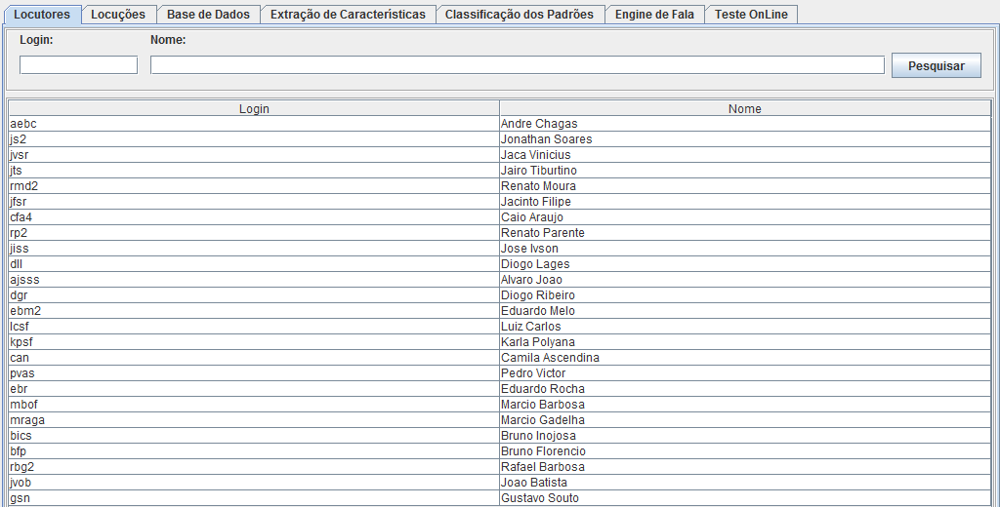 Locutores Locuções Base de Dados Extração de Características Classificação dos Padrões Engine de Fala Teste OnLine
Login: Nome:
Pesquisar
Login Nome
aebc Andre Chagas
js2 Jonathan Soares
jvsr Jaca Vinicius
jts Jairo Tiburtino
rmd2 Renato Moura
jfsr Jacinto Filipe
cfa4 Caio Araujo
rp2 Renato Parente
jiss Jose Ivson
dll Diogo Lages
ajsss Alvaro Joao
dgr Diogo Ribeiro
ebm2 Eduardo Melo
lcsf Luiz Carlos
kpsf Karla Polyana
can Camila Ascendina
pvas Pedro Victor
ebr Eduardo Rocha
mbof Marcio Barbosa
mraga Marcio Gadelha
bics Bruno Inojosa
bfp Bruno Florencio
rbg2 Rafael Barbosa
jvob Joao Batista
gsn Gustavo Souto